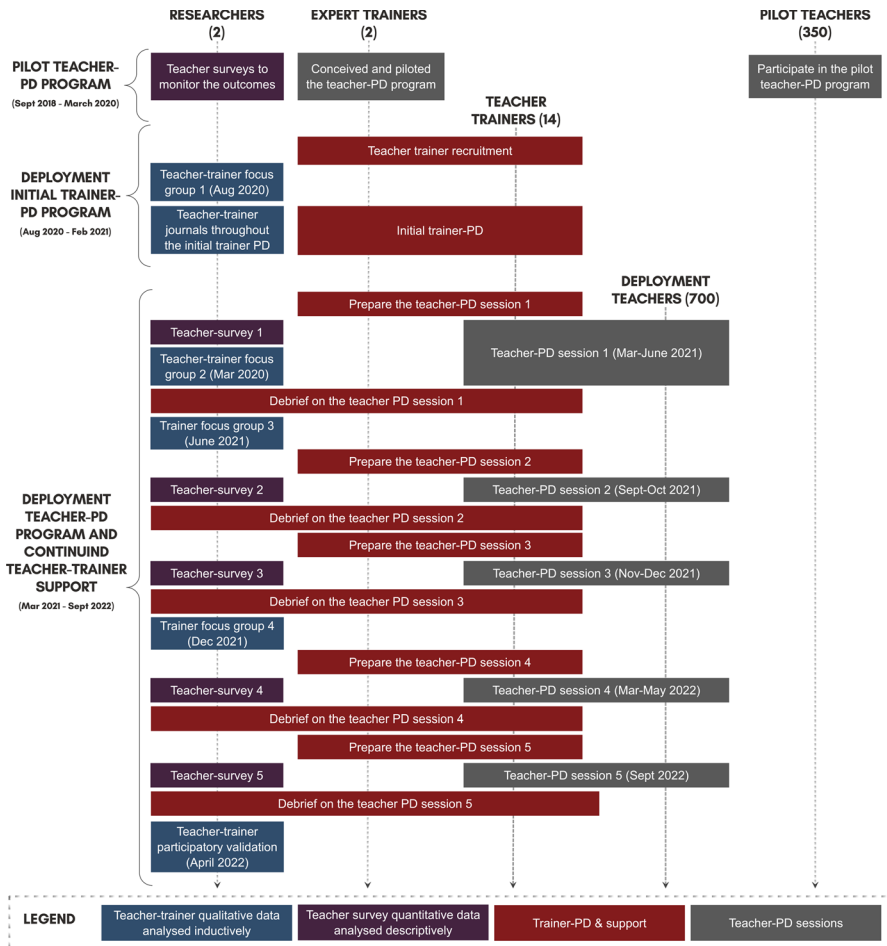 RESEARCHERS
(2)
EXPERT TRAINERS
(2)
PILOT TEACHERS
(350)
PILOT TEACHER-
PD PROGRAM
(Sept 2018 - March 2020)
Teacher surveys to
monitor the outcomes
Conceived and piloted
the teacher-PD program
Participate in the pilot
teacher-PD program
TEACHER
TRAINERS (14)
DEPLOYMENT
INITIAL TRAINER-
PD PROGRAM
(Aug 2020 - Feb 2021)
Teacher trainer recruitment
Teacher-trainer focus
group 1 (Aug 2020)
Teacher-trainer
journals throughout
the initial trainer PD
Initial trainer-PD
DEPLOYMENT
TEACHERS (700)
DEPLOYMENT
TEACHER-PD
PROGRAM AND
CONTINUIND
TEACHER-TRAINER
SUPPORT
(Mar 2021 - Sept 2022)
Prepare the teacher-PD session 1
Teacher-survey 1
Teacher-trainer focus
group 2 (Mar 2020)
Teacher-PD session 1 (Mar-June 2021)
Debrief on the teacher PD session 1
Trainer focus group 3
(June 2021)
Prepare the teacher-PD session 2
Teacher-survey 2
Teacher-PD session 2 (Sept-Oct 2021)
Debrief on the teacher PD session 2
Prepare the teacher-PD session 3
Teacher-survey 3
Teacher-PD session 3 (Nov-Dec 2021)
Debrief on the teacher PD session 3
Trainer focus group 4
(Dec 2021)
Prepare the teacher-PD session 4
Teacher-survey 4
Teacher-PD session 4 (Mar-May 2022)
Debrief on the teacher PD session 4
Prepare the teacher-PD session 5
Teacher-survey 5
Teacher-PD session 5 (Sept 2022)
Debrief on the teacher PD session 5
Teacher-trainer
participatory validation
(April 2022)
LEGEND
Teacher-trainer qualitative data
analysed inductively
Teacher survey quantitative data
analysed descriptively
Trainer-PD & support
Teacher-PD sessions